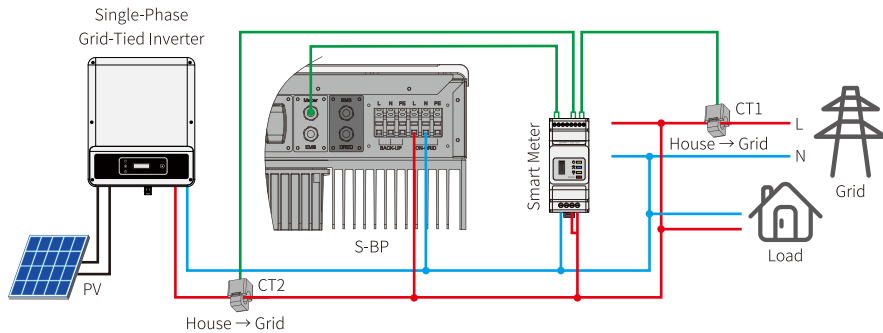 Single-Phase
Grid-Tied Inverter
Meter
BMS
EMS
DRED
L N PE L N PE
BACK-UP ON-GRID
Smart Meter
CT1
L
House → Grid
N
Grid
S-BP
Load
PV
CT2
House → Grid